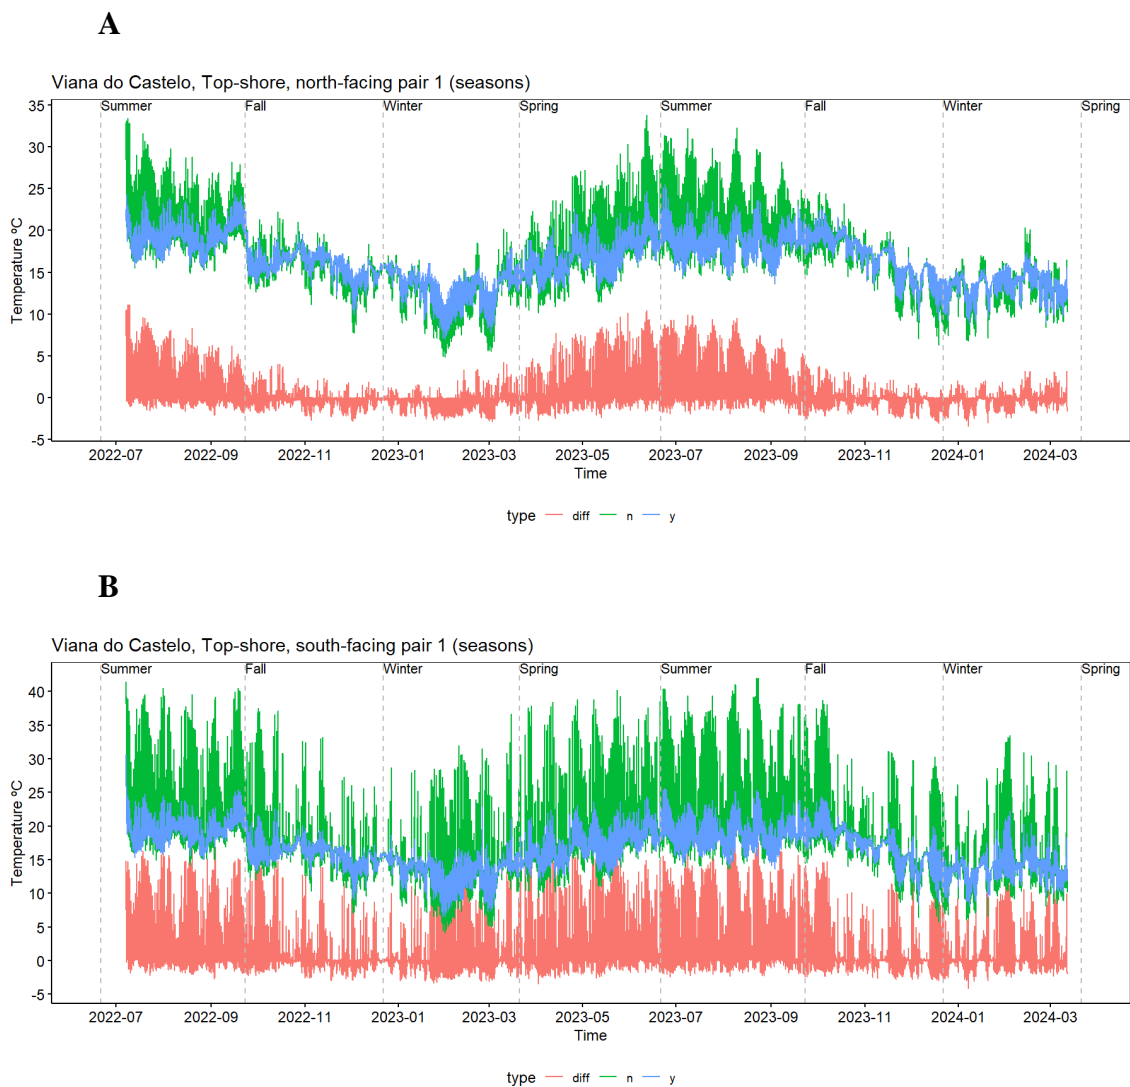 A
Viana do Castelo, Top-shore, north-facing pair 1 (seasons)
Summer Fall Winter Spring Summer Fall Winter Spring
35
30
25
20
15
10
5
0
-5
Temperature ºC
2022-07 2022-09 2022-11 2023-01 2023-03 2023-05 2023-07 2023-09 2023-11 2024-01 2024-03
Time
type diff n y
B
Viana do Castelo, Top-shore, south-facing pair 1 (seasons)
Summer Fall Winter Spring Summer Fall Winter Spring
40
35
30
25
20
15
10
5
0
-5
Temperature ºC
2022-07 2022-09 2022-11 2023-01 2023-03 2023-05 2023-07 2023-09 2023-11 2024-01 2024-03
Time
type diff n y